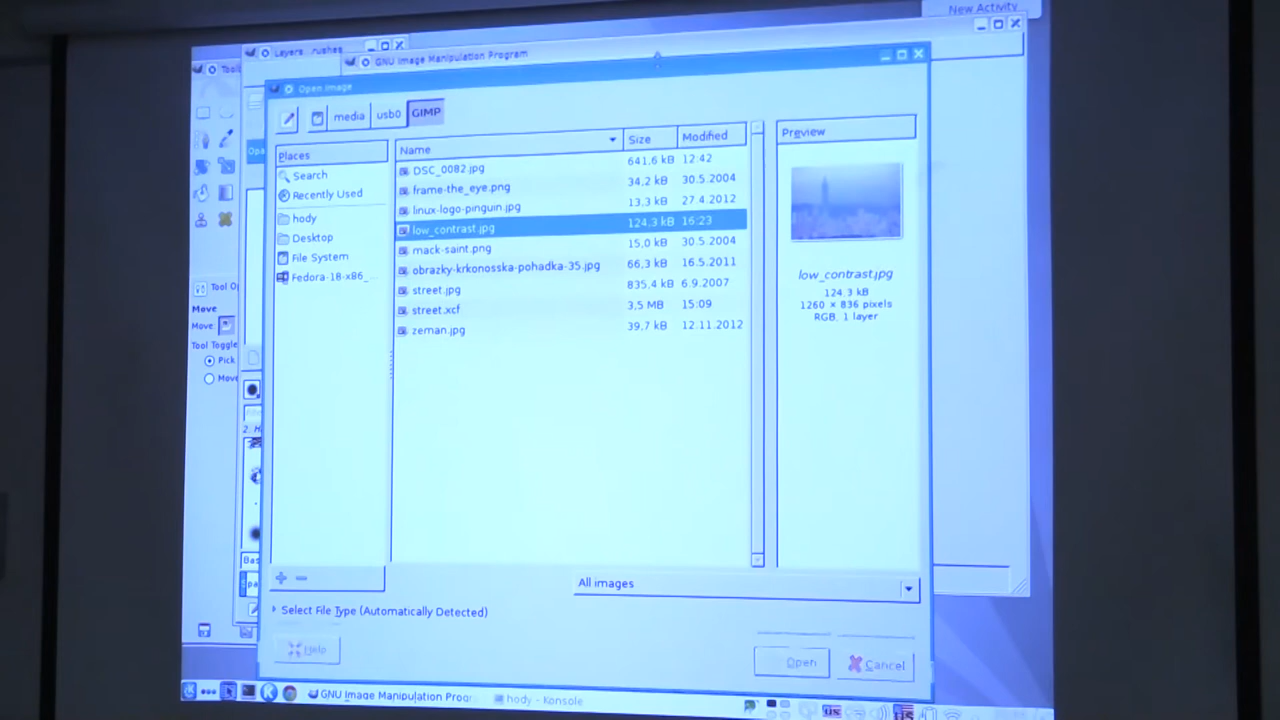 New Activity
Layers
GNU Image Manipulation Program
Open Image
media usb0 GIMP
Places
Search
Recently Used
hody
Desktop
File System
Fedora-18-x86_...
Name Size Modified
DSC_0082.jpg 641,6 kB 12:42
frame-the_eye.png 34,2 kB 30.5.2004
linux-logo-pinguin.jpg 13,3 kB 27.4.2012
low_contrast.jpg 124,3 kB 16:23
mack-saint.png 15,0 kB 30.5.2004
obrazky-krkonosska-pohadka-35.jpg 66,3 kB 16.5.2011
street.jpg 835,4 kB 6.9.2007
street.xcf 3,5 MB 15:09
zeman.jpg 39,7 kB 12.11.2012
Preview
low_contrast.jpg
124.3 kB
1260 × 836 pixels
RGB, 1 layer
Tool Op
Move
Move:
Tool Toggle
Pick
Move
All images
Select File Type (Automatically Detected)
Help
Open
Cancel
GNU Image Manipulation Progr
hody - Konsole
us
us